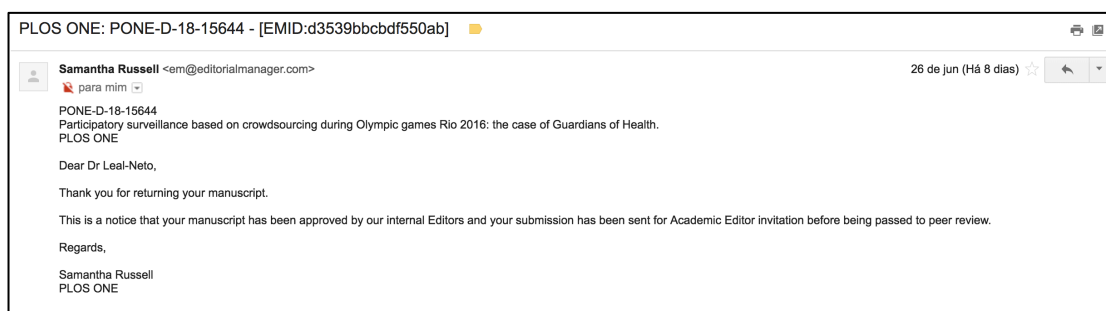 PLOS ONE: PONE-D-18-15644 - [EMID:d3539bbcbdf550ab]
Samantha Russell <em@editorialmanager.com>
26 de jun (Há 8 dias)
para mim
PONE-D-18-15644
Participatory surveillance based on crowdsourcing during Olympic games Rio 2016: the case of Guardians of Health.
PLOS ONE
Dear Dr Leal-Neto,
Thank you for returning your manuscript.
This is a notice that your manuscript has been approved by our internal Editors and your submission has been sent for Academic Editor invitation before being passed to peer review.
Regards,
Samantha Russell
PLOS ONE